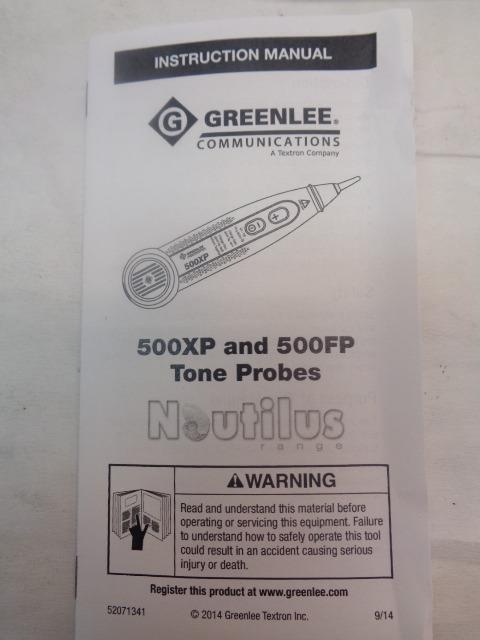 INSTRUCTION MANUAL
G GREENLEE®
COMMUNICATIONS
A Textron Company
GREENLEE
500XP
500XP and 500FP
Tone Probes
Nautilus
range
WARNING
Read and understand this material before
operating or servicing this equipment. Failure
to understand how to safely operate this tool
could result in an accident causing serious
injury or death.
Register this product at www.greenlee.com
52071341 © 2014 Greenlee Textron Inc. 9/14